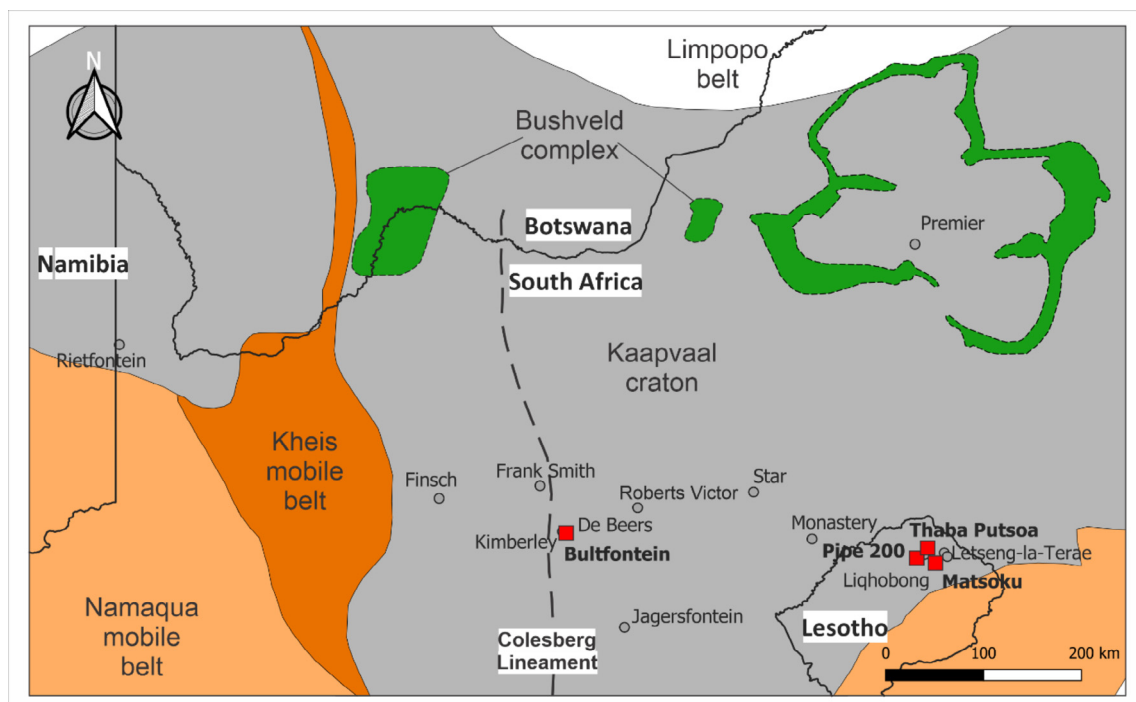 N
Limpopo
belt
Bushveld
complex
Botswana
Premier
Namibia
South Africa
Rietfontein
Kaapvaal
craton
Kheis
mobile
belt
Finsch
Frank Smith
Roberts Victor
Star
De Beers
Kimberley
Bultfontein
Monastery
Thaba Putsoa
Pipe 200
Letseng-la-Terae
Liqhobong
Matsoku
Namaqua
mobile
belt
Jagersfontein
Colesberg
Lineament
Lesotho
0 100 200 km